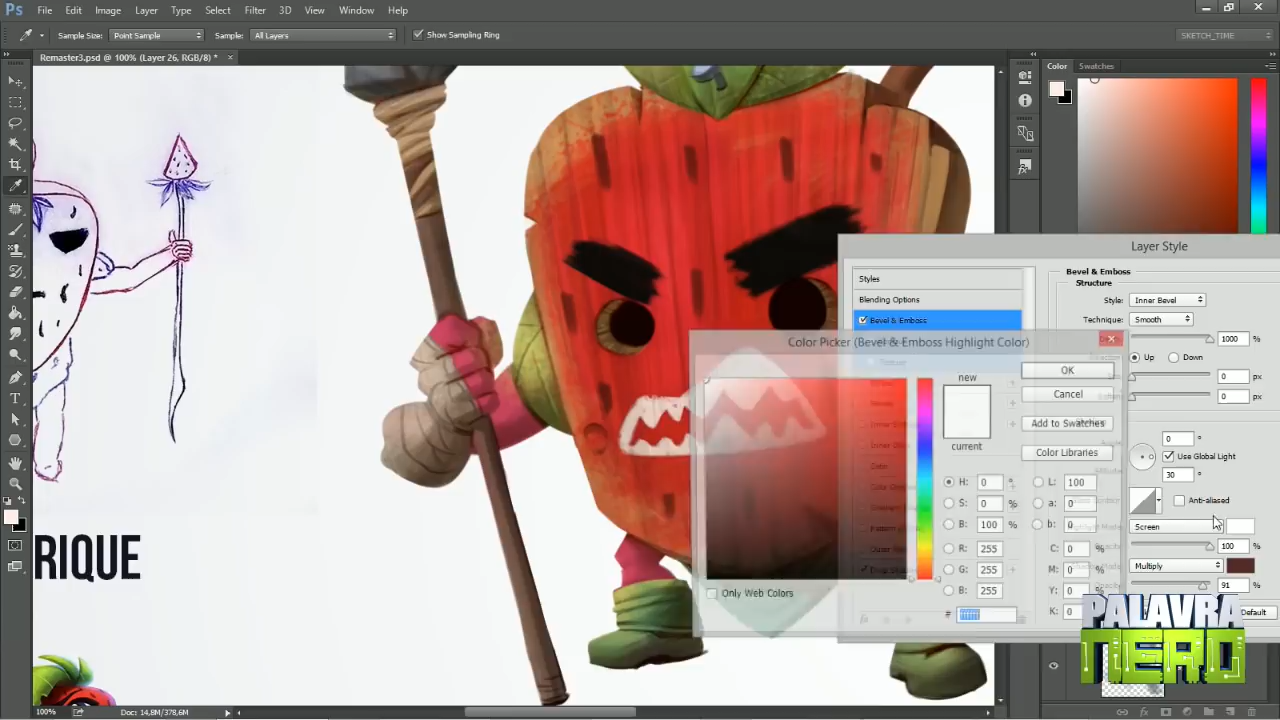 Ps File Edit Image Layer Type Select Filter 3D View Window Help
Sample Size: Point Sample Sample: All Layers Show Sampling Ring SKETCH_TIME
Remaster3.psd @ 100% (Layer 26, RGB/8) * ×
Color Swatches
Layer Style
Styles
Blending Options
Bevel & Emboss
Bevel & Emboss
Structure
Style: Inner Bevel
Technique: Smooth
1000 %
Up Down
0 px
0 px
0 °
Use Global Light
30 °
Anti-aliased
Screen
100 %
Multiply
91 %
Default
Color Picker (Bevel & Emboss Highlight Color)
new
current
OK
Cancel
Add to Swatches
Color Libraries
H: 0 °
S: 0 %
B: 100 %
R: 255
G: 255
B: 255
L: 100
a: 0
b: 0
C: 0 %
M: 0 %
Y: 0 %
K: 0
# ffffff
Only Web Colors
RIQUE
PALAVRA
NERD
100% Doc: 14,8M/378,6M